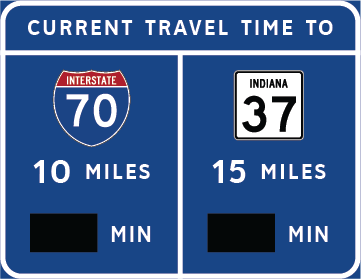 CURRENT TRAVEL TIME TO
INTERSTATE
70
10 MILES
MIN
INDIANA
37
15 MILES
MIN